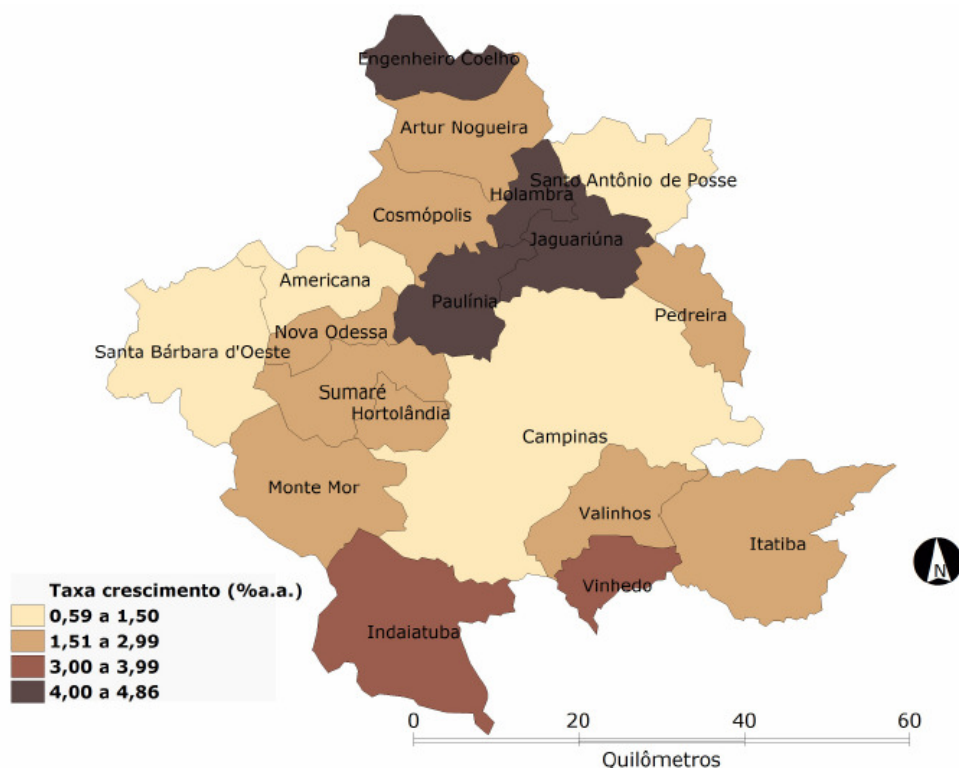 Engenheiro Coelho
Artur Nogueira
Santo Antônio de Posse
Holambra
Cosmópolis
Jaguariúna
Americana
Paulínia
Pedreira
Nova Odessa
Santa Bárbara d'Oeste
Sumaré
Hortolândia
Campinas
Monte Mor
Valinhos
Itatiba
Vinhedo
Indaiatuba
N
Taxa crescimento (%a.a.)
0,59 a 1,50
1,51 a 2,99
3,00 a 3,99
4,00 a 4,86
0 20 40 60
Quilômetros